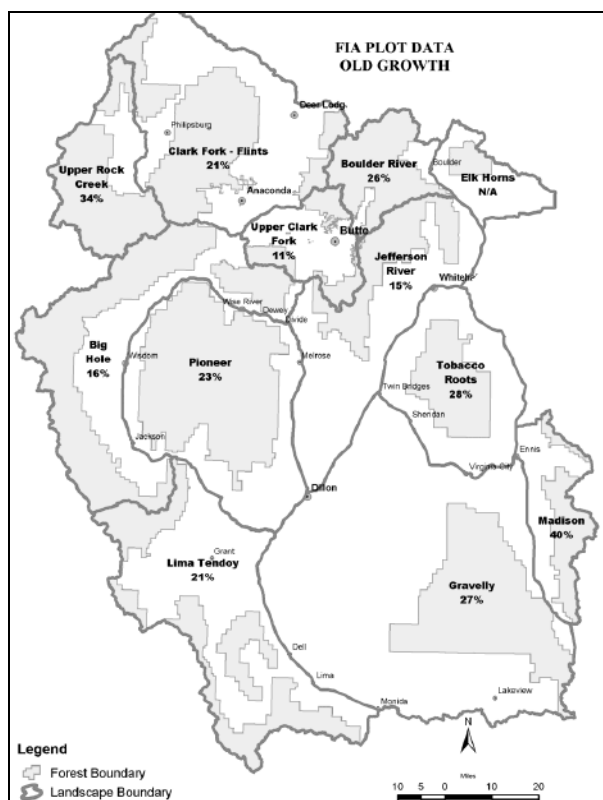 FIA PLOT DATA
OLD GROWTH
Deer Lodg
Philipsburg
Clark Fork - Flints
21%
Boulder River
26%
Boulder
Elk Horns
N/A
Upper Rock
Creek
34%
Anaconda
Upper Clark
Fork
11%
Butte
Jefferson
River
15%
Whiteh
Wise River
Dewey
Divide
Big
Hole
16%
Wisdom
Pioneer
23%
Melrose
Tobacco
Roots
28%
Twin Bridges
Sheridan
Jackson
Virginia City
Ennis
Dillon
Madison
40%
Grant
Lima Tendoy
21%
Gravelly
27%
Dell
Lima
Monida
Lakeview
N
Legend
Forest Boundary
Landscape Boundary
Miles
10 5 0 10 20